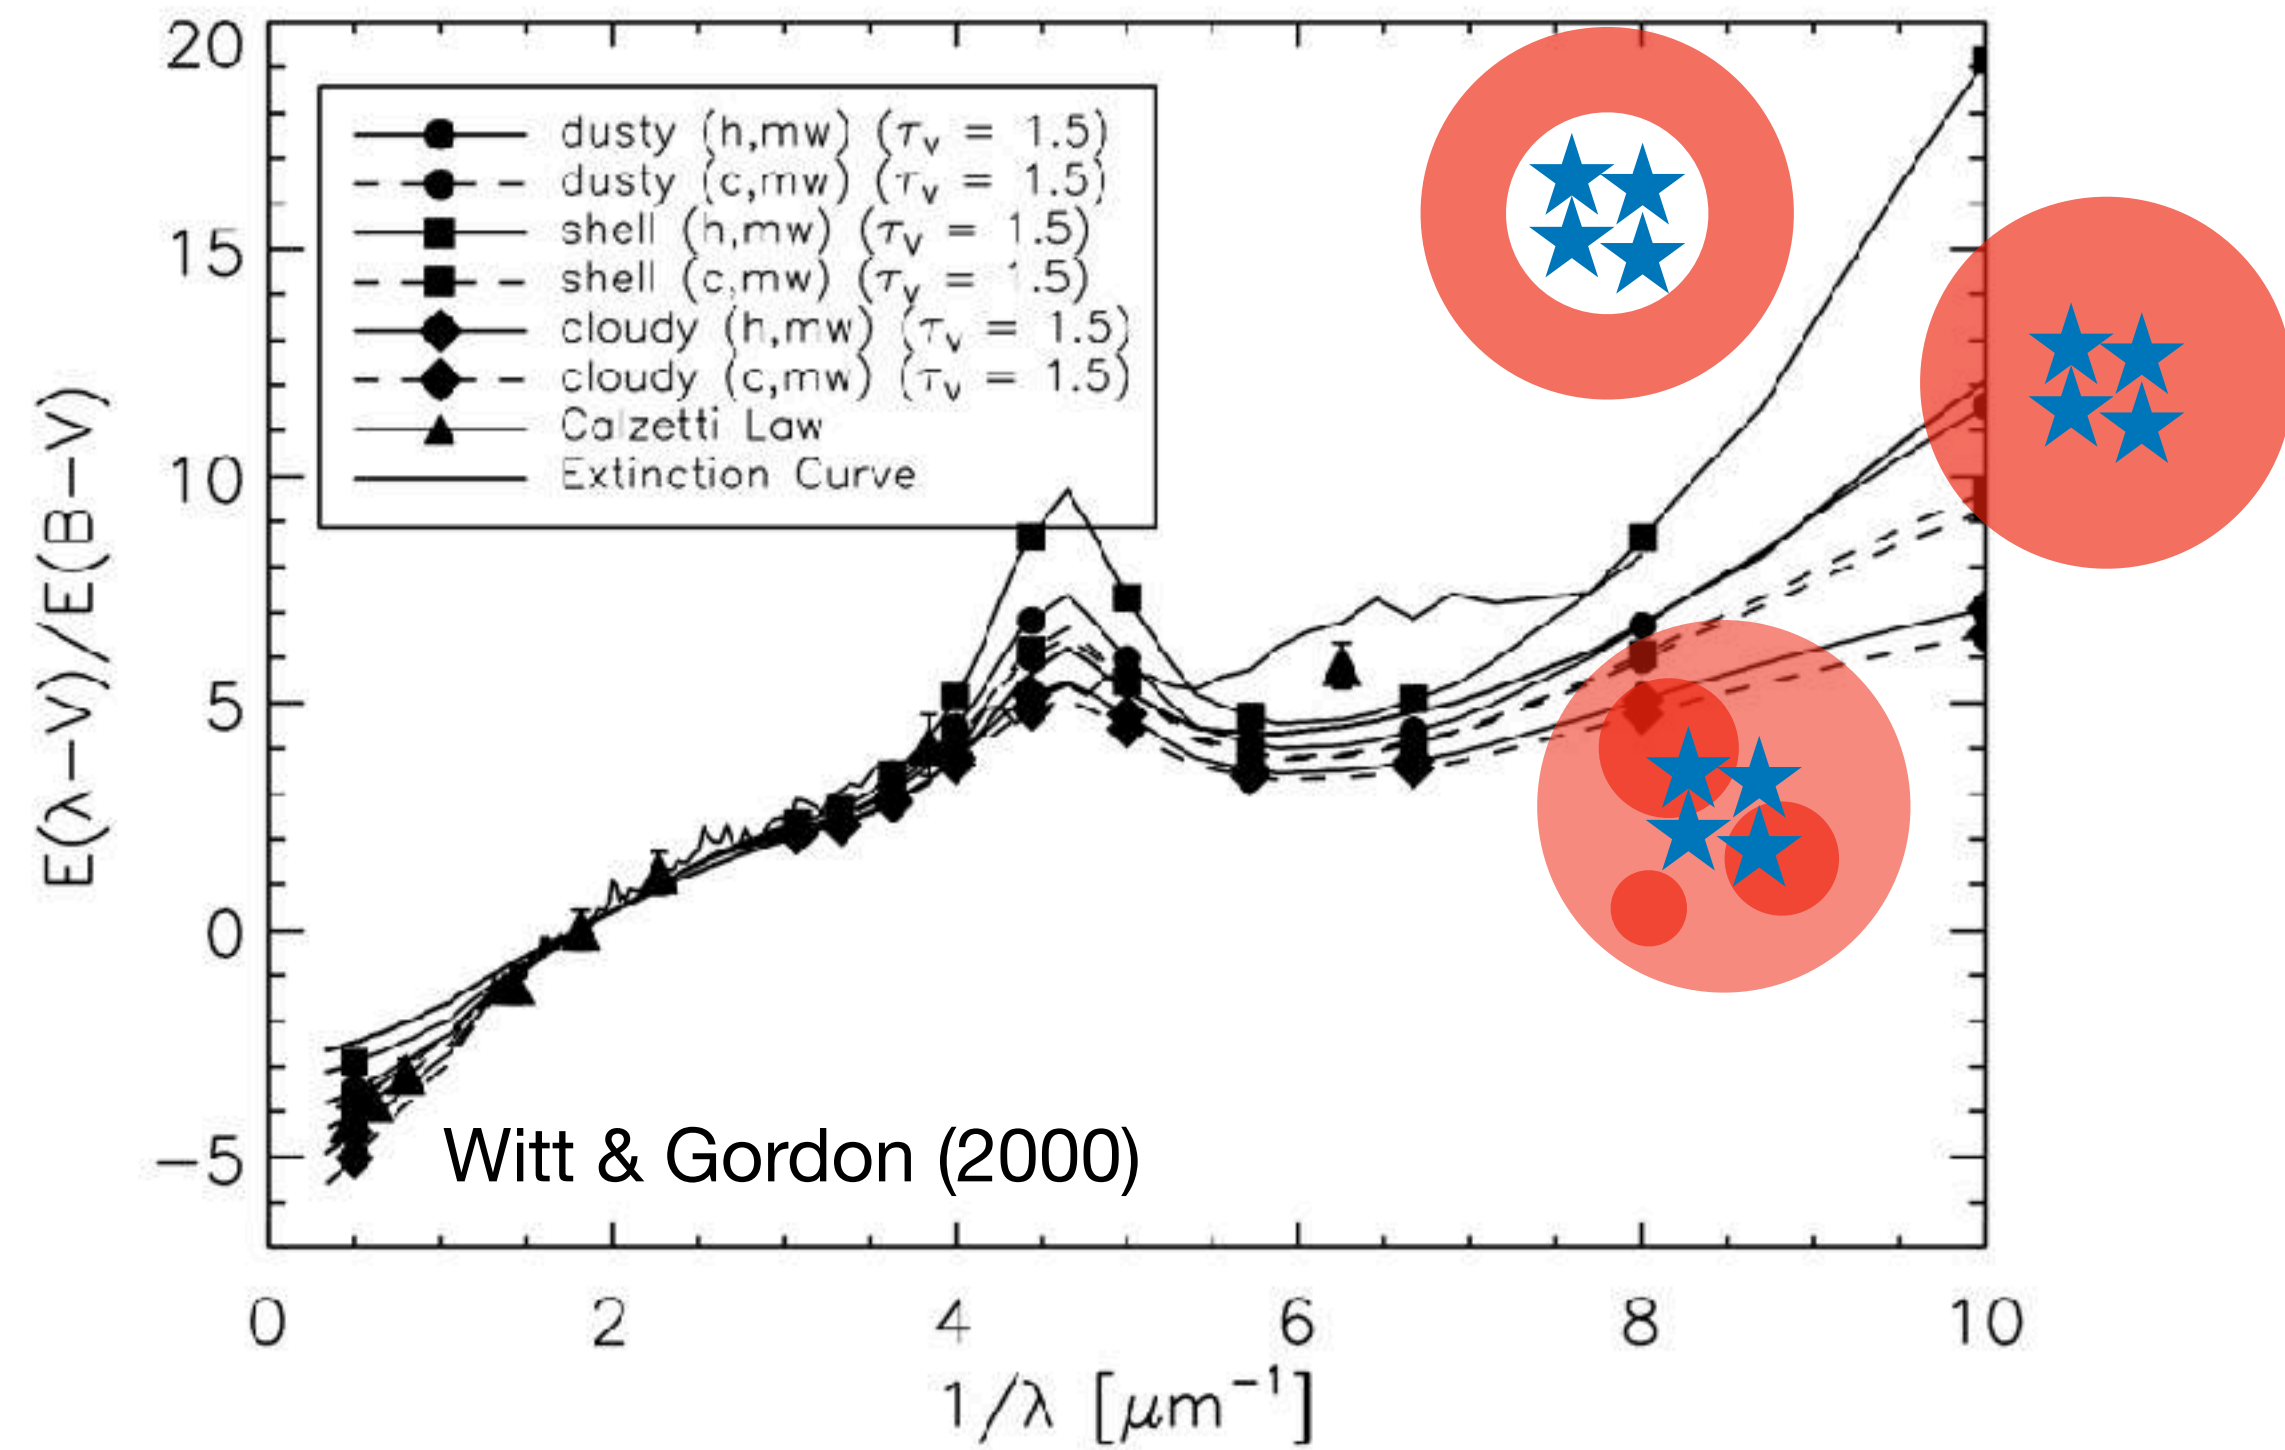 20
15
10
5
0
−5
E(λ−V)/E(B−V)
dusty (h,mw) (τV = 1.5)
dusty (c,mw) (τV = 1.5)
shell (h,mw) (τV = 1.5)
shell (c,mw) (τV = 1.5)
cloudy (h,mw) (τV = 1.5)
cloudy (c,mw) (τV = 1.5)
Calzetti Law
Extinction Curve
Witt & Gordon (2000)
0 2 4 6 8 10
1/λ [μm⁻¹]